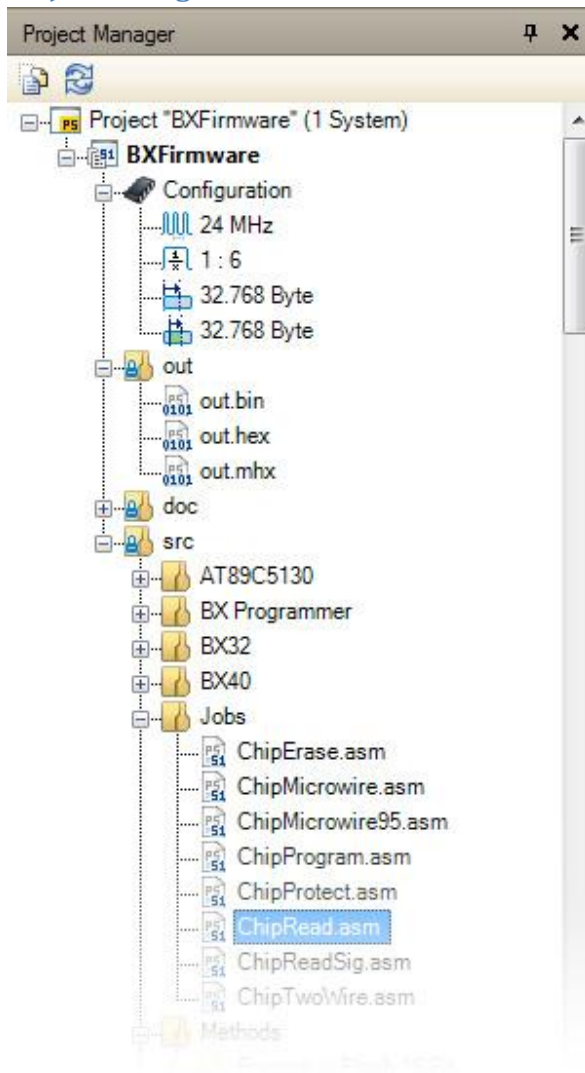 Project Manager
Project "BXFirmware" (1 System)
BXFirmware
Configuration
24 MHz
1 : 6
32.768 Byte
32.768 Byte
out
out.bin
out.hex
out.mhx
doc
src
AT89C5130
BX Programmer
BX32
BX40
Jobs
ChipErase.asm
ChipMicrowire.asm
ChipMicrowire95.asm
ChipProgram.asm
ChipProtect.asm
ChipRead.asm
ChipReadSig.asm
ChipTwoWire.asm
Methods